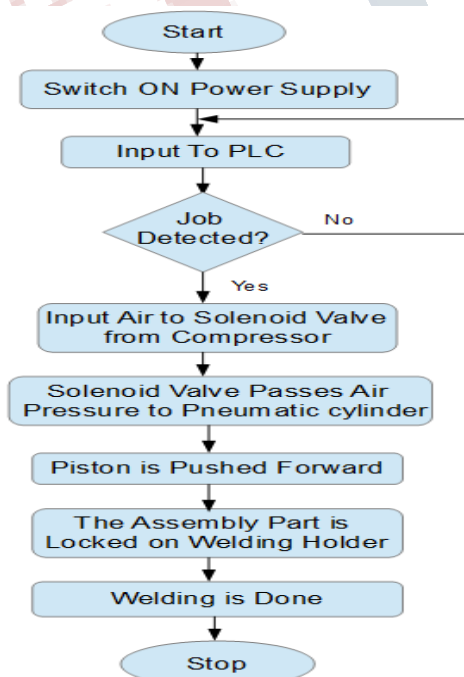 Start
Switch ON Power Supply
Input To PLC
Job
Detected?
No
Yes
Input Air to Solenoid Valve
from Compressor
Solenoid Valve Passes Air
Pressure to Pneumatic cylinder
Piston is Pushed Forward
The Assembly Part is
Locked on Welding Holder
Welding is Done
Stop